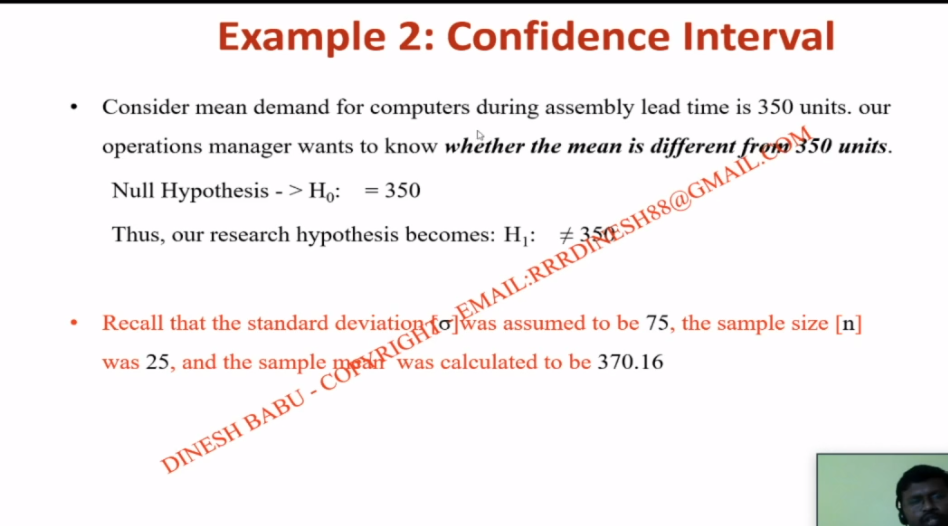 Example 2: Confidence Interval
• Consider mean demand for computers during assembly lead time is 350 units. our
operations manager wants to know whether the mean is different from 350 units.
Null Hypothesis - > H₀: = 350
Thus, our research hypothesis becomes: H₁: ≠ 350
• Recall that the standard deviation [σ]was assumed to be 75, the sample size [n]
was 25, and the sample mean was calculated to be 370.16
DINESH BABU - COPYRIGHT EMAIL:RRRDINESH88@GMAIL.COM